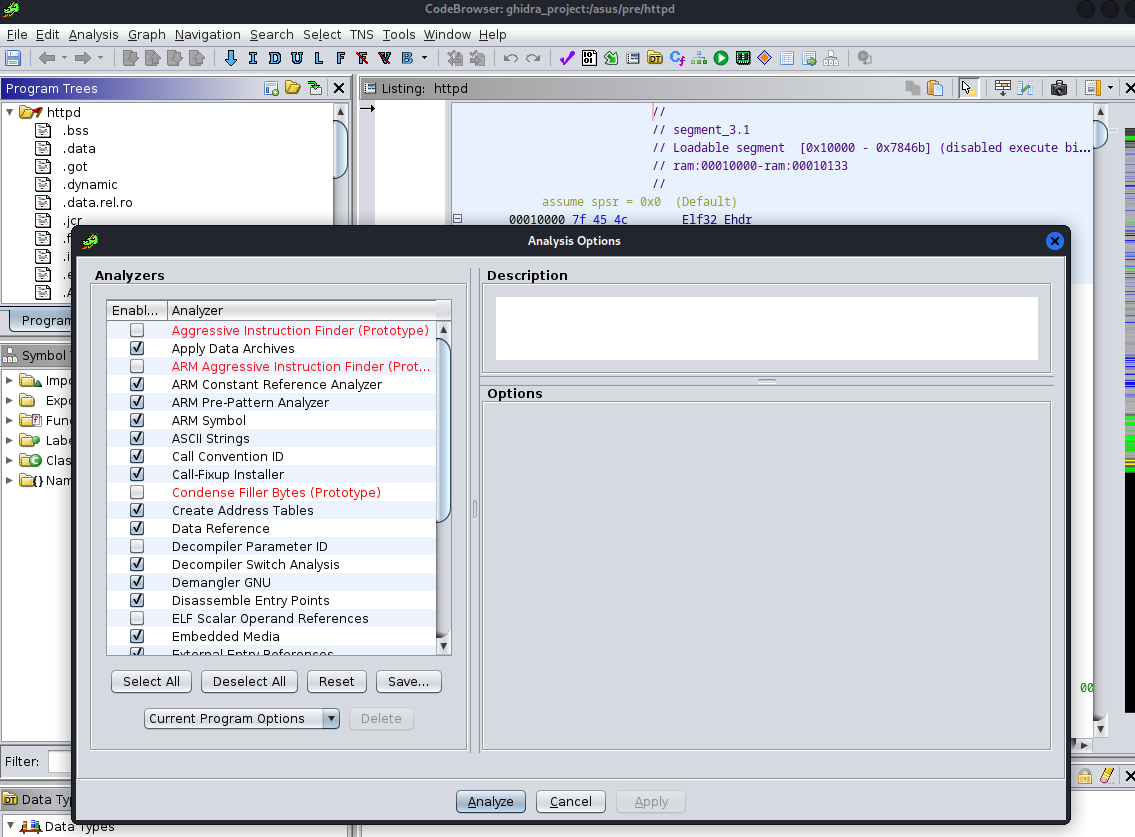 CodeBrowser: ghidra_project:/asus/pre/httpd
File Edit Analysis Graph Navigation Search Select TNS Tools Window Help
I D U L F B
Program Trees
Listing: httpd
httpd
.bss
.data
.got
.dynamic
.data.rel.ro
.jcr
//
// segment_3.1
// Loadable segment [0x10000 - 0x7846b] (disabled execute bi...
// ram:00010000-ram:00010133
//
assume spsr = 0x0 (Default)
00010000 7f 45 4c Elf32_Ehdr
Program
Symbol
Impo
Expo
Func
Labe
Clas
Nam
Filter:
Data Typ
Data Types
00
Analysis Options
Analyzers
Enabl... Analyzer
Aggressive Instruction Finder (Prototype)
Apply Data Archives
ARM Aggressive Instruction Finder (Prot...
ARM Constant Reference Analyzer
ARM Pre-Pattern Analyzer
ARM Symbol
ASCII Strings
Call Convention ID
Call-Fixup Installer
Condense Filler Bytes (Prototype)
Create Address Tables
Data Reference
Decompiler Parameter ID
Decompiler Switch Analysis
Demangler GNU
Disassemble Entry Points
ELF Scalar Operand References
Embedded Media
External Entry References
Select All Deselect All Reset Save...
Current Program Options Delete
Description
Options
Analyze Cancel Apply